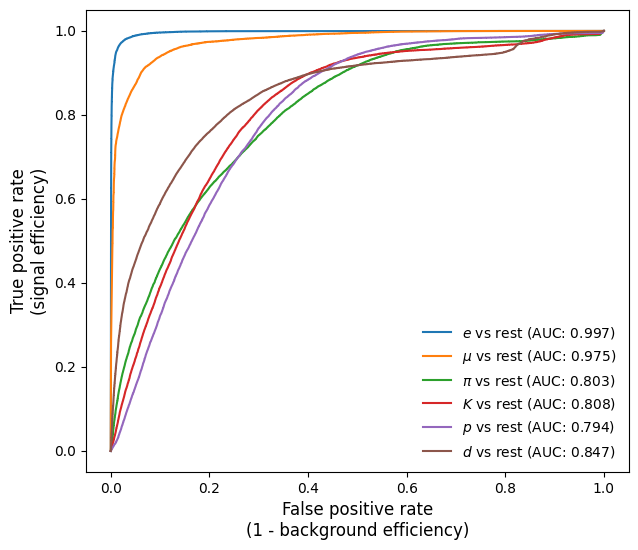 1.0
0.8
0.6
0.4
0.2
0.0
True positive rate
(signal efficiency)
e vs rest (AUC: 0.997)
μ vs rest (AUC: 0.975)
π vs rest (AUC: 0.803)
K vs rest (AUC: 0.808)
p vs rest (AUC: 0.794)
d vs rest (AUC: 0.847)
0.0 0.2 0.4 0.6 0.8 1.0
False positive rate
(1 - background efficiency)